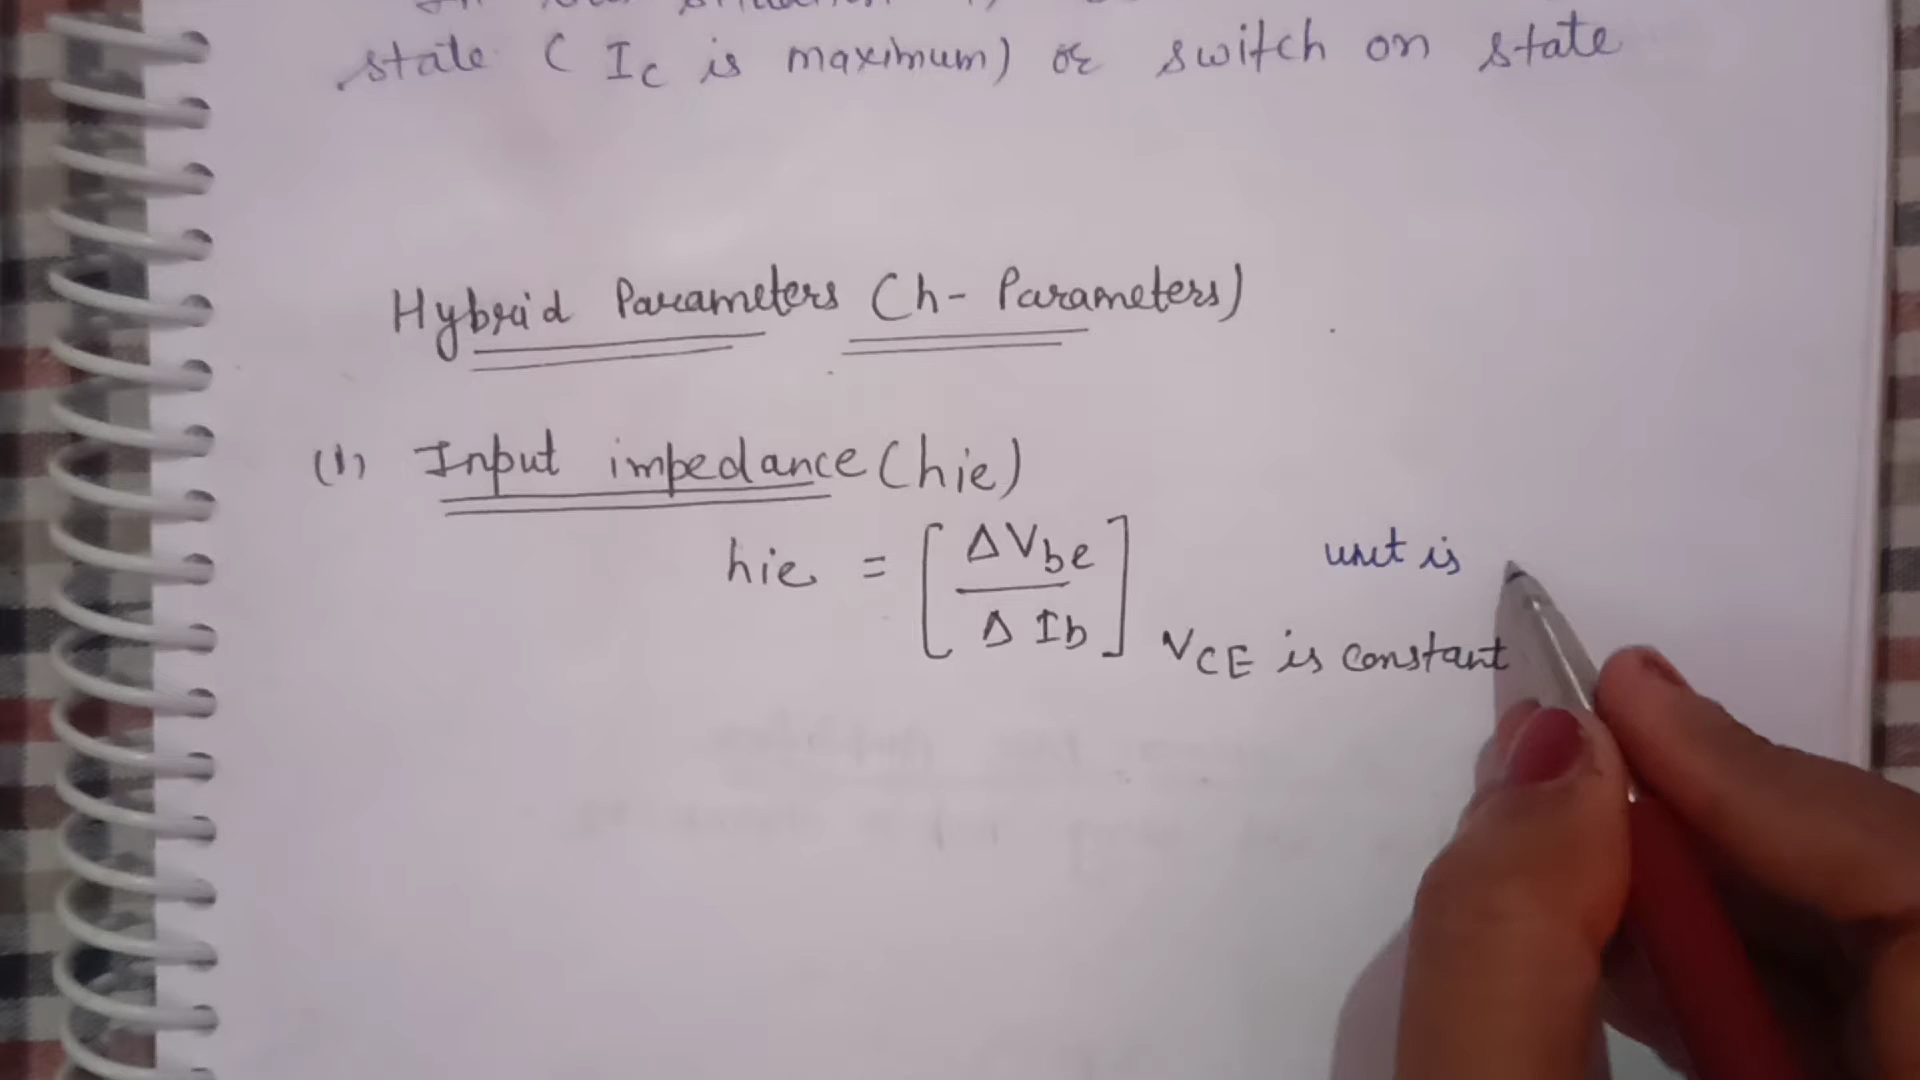 state ( IC is maximum) or switch on state
Hybrid Parameters (h- Parameters)
(1) Input impedance (hie)
hie = [ΔVbe / ΔIb] VCE is constant
unit is